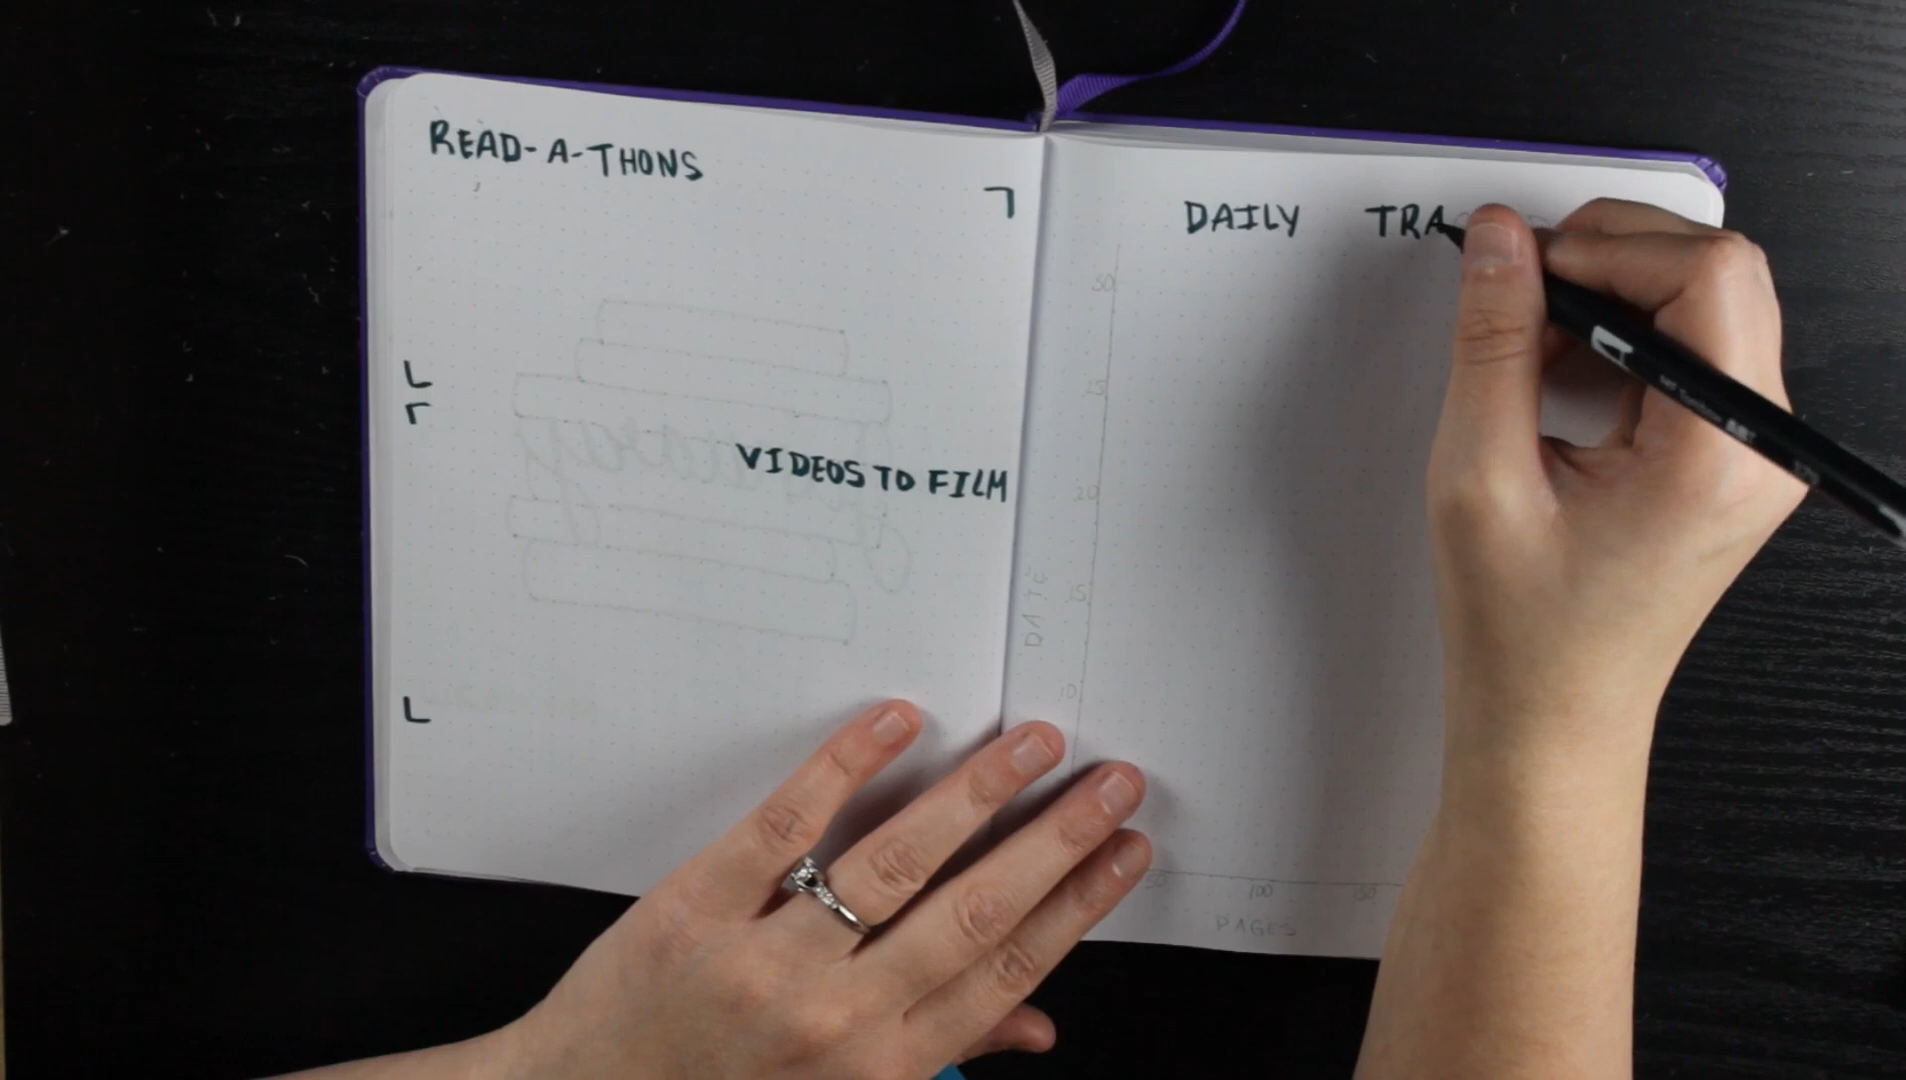 READ-A-THONS
VIDEOS TO FILM
DAILY TRA
30
25
20
15
10
DATE
50 100 150
PAGES